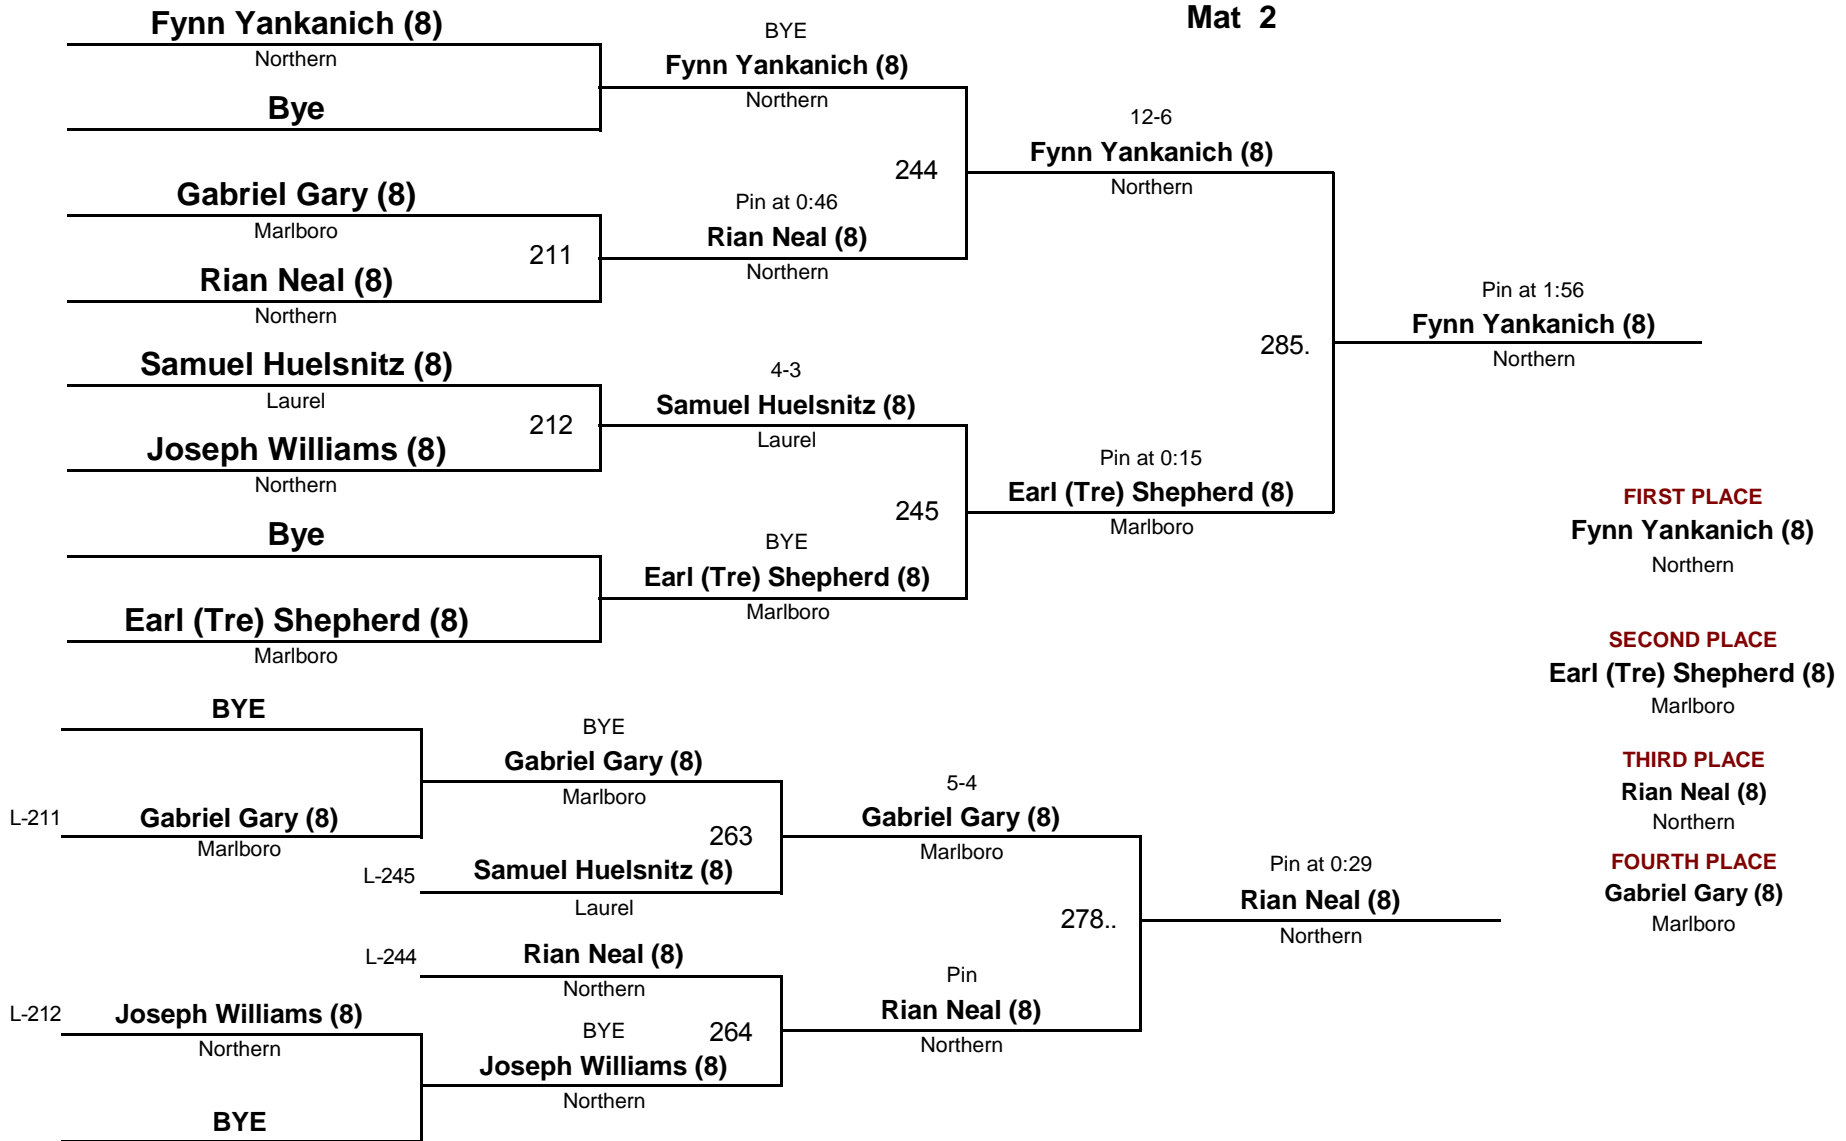 Mat 2
Fynn Yankanich (8)
Northern
Bye
Gabriel Gary (8)
Marlboro
211
Rian Neal (8)
Northern
Samuel Huelsnitz (8)
Laurel
212
Joseph Williams (8)
Northern
Bye
Earl (Tre) Shepherd (8)
Marlboro
BYE
Fynn Yankanich (8)
Northern
244
Pin at 0:46
Rian Neal (8)
Northern
4-3
Samuel Huelsnitz (8)
Laurel
245
BYE
Earl (Tre) Shepherd (8)
Marlboro
12-6
Fynn Yankanich (8)
Northern
285.
Pin at 0:15
Earl (Tre) Shepherd (8)
Marlboro
Pin at 1:56
Fynn Yankanich (8)
Northern
FIRST PLACE
Fynn Yankanich (8)
Northern
SECOND PLACE
Earl (Tre) Shepherd (8)
Marlboro
THIRD PLACE
Rian Neal (8)
Northern
FOURTH PLACE
Gabriel Gary (8)
Marlboro
BYE
L-211 Gabriel Gary (8)
Marlboro
L-212 Joseph Williams (8)
Northern
BYE
BYE
Gabriel Gary (8)
Marlboro
263
L-245 Samuel Huelsnitz (8)
Laurel
L-244 Rian Neal (8)
Northern
BYE 264
Joseph Williams (8)
Northern
5-4
Gabriel Gary (8)
Marlboro
278..
Pin
Rian Neal (8)
Northern
Pin at 0:29
Rian Neal (8)
Northern